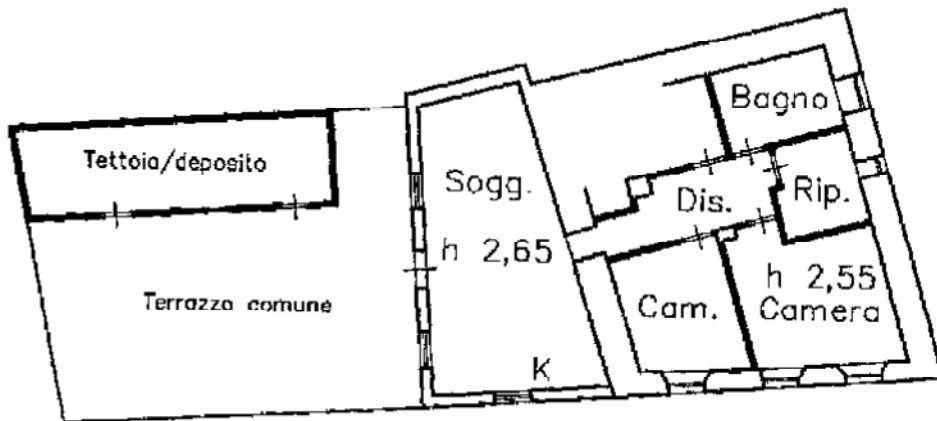 Bagno
Tettoia/deposito
Sogg.
Dis.
Rip.
h 2,65
h 2,55
Terrazzo comune
Cam.
Camera
K